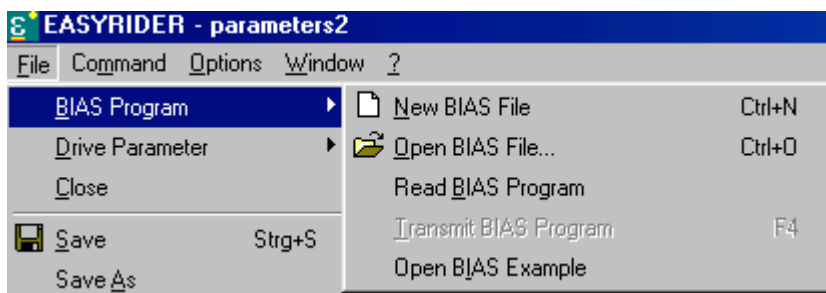 EASYRIDER - parameters2
File Command Options Window ?
BIAS Program
Drive Parameter
Close
Save Strg+S
Save As
New BIAS File Ctrl+N
Open BIAS File... Ctrl+O
Read BIAS Program
Transmit BIAS Program F4
Open BIAS Example